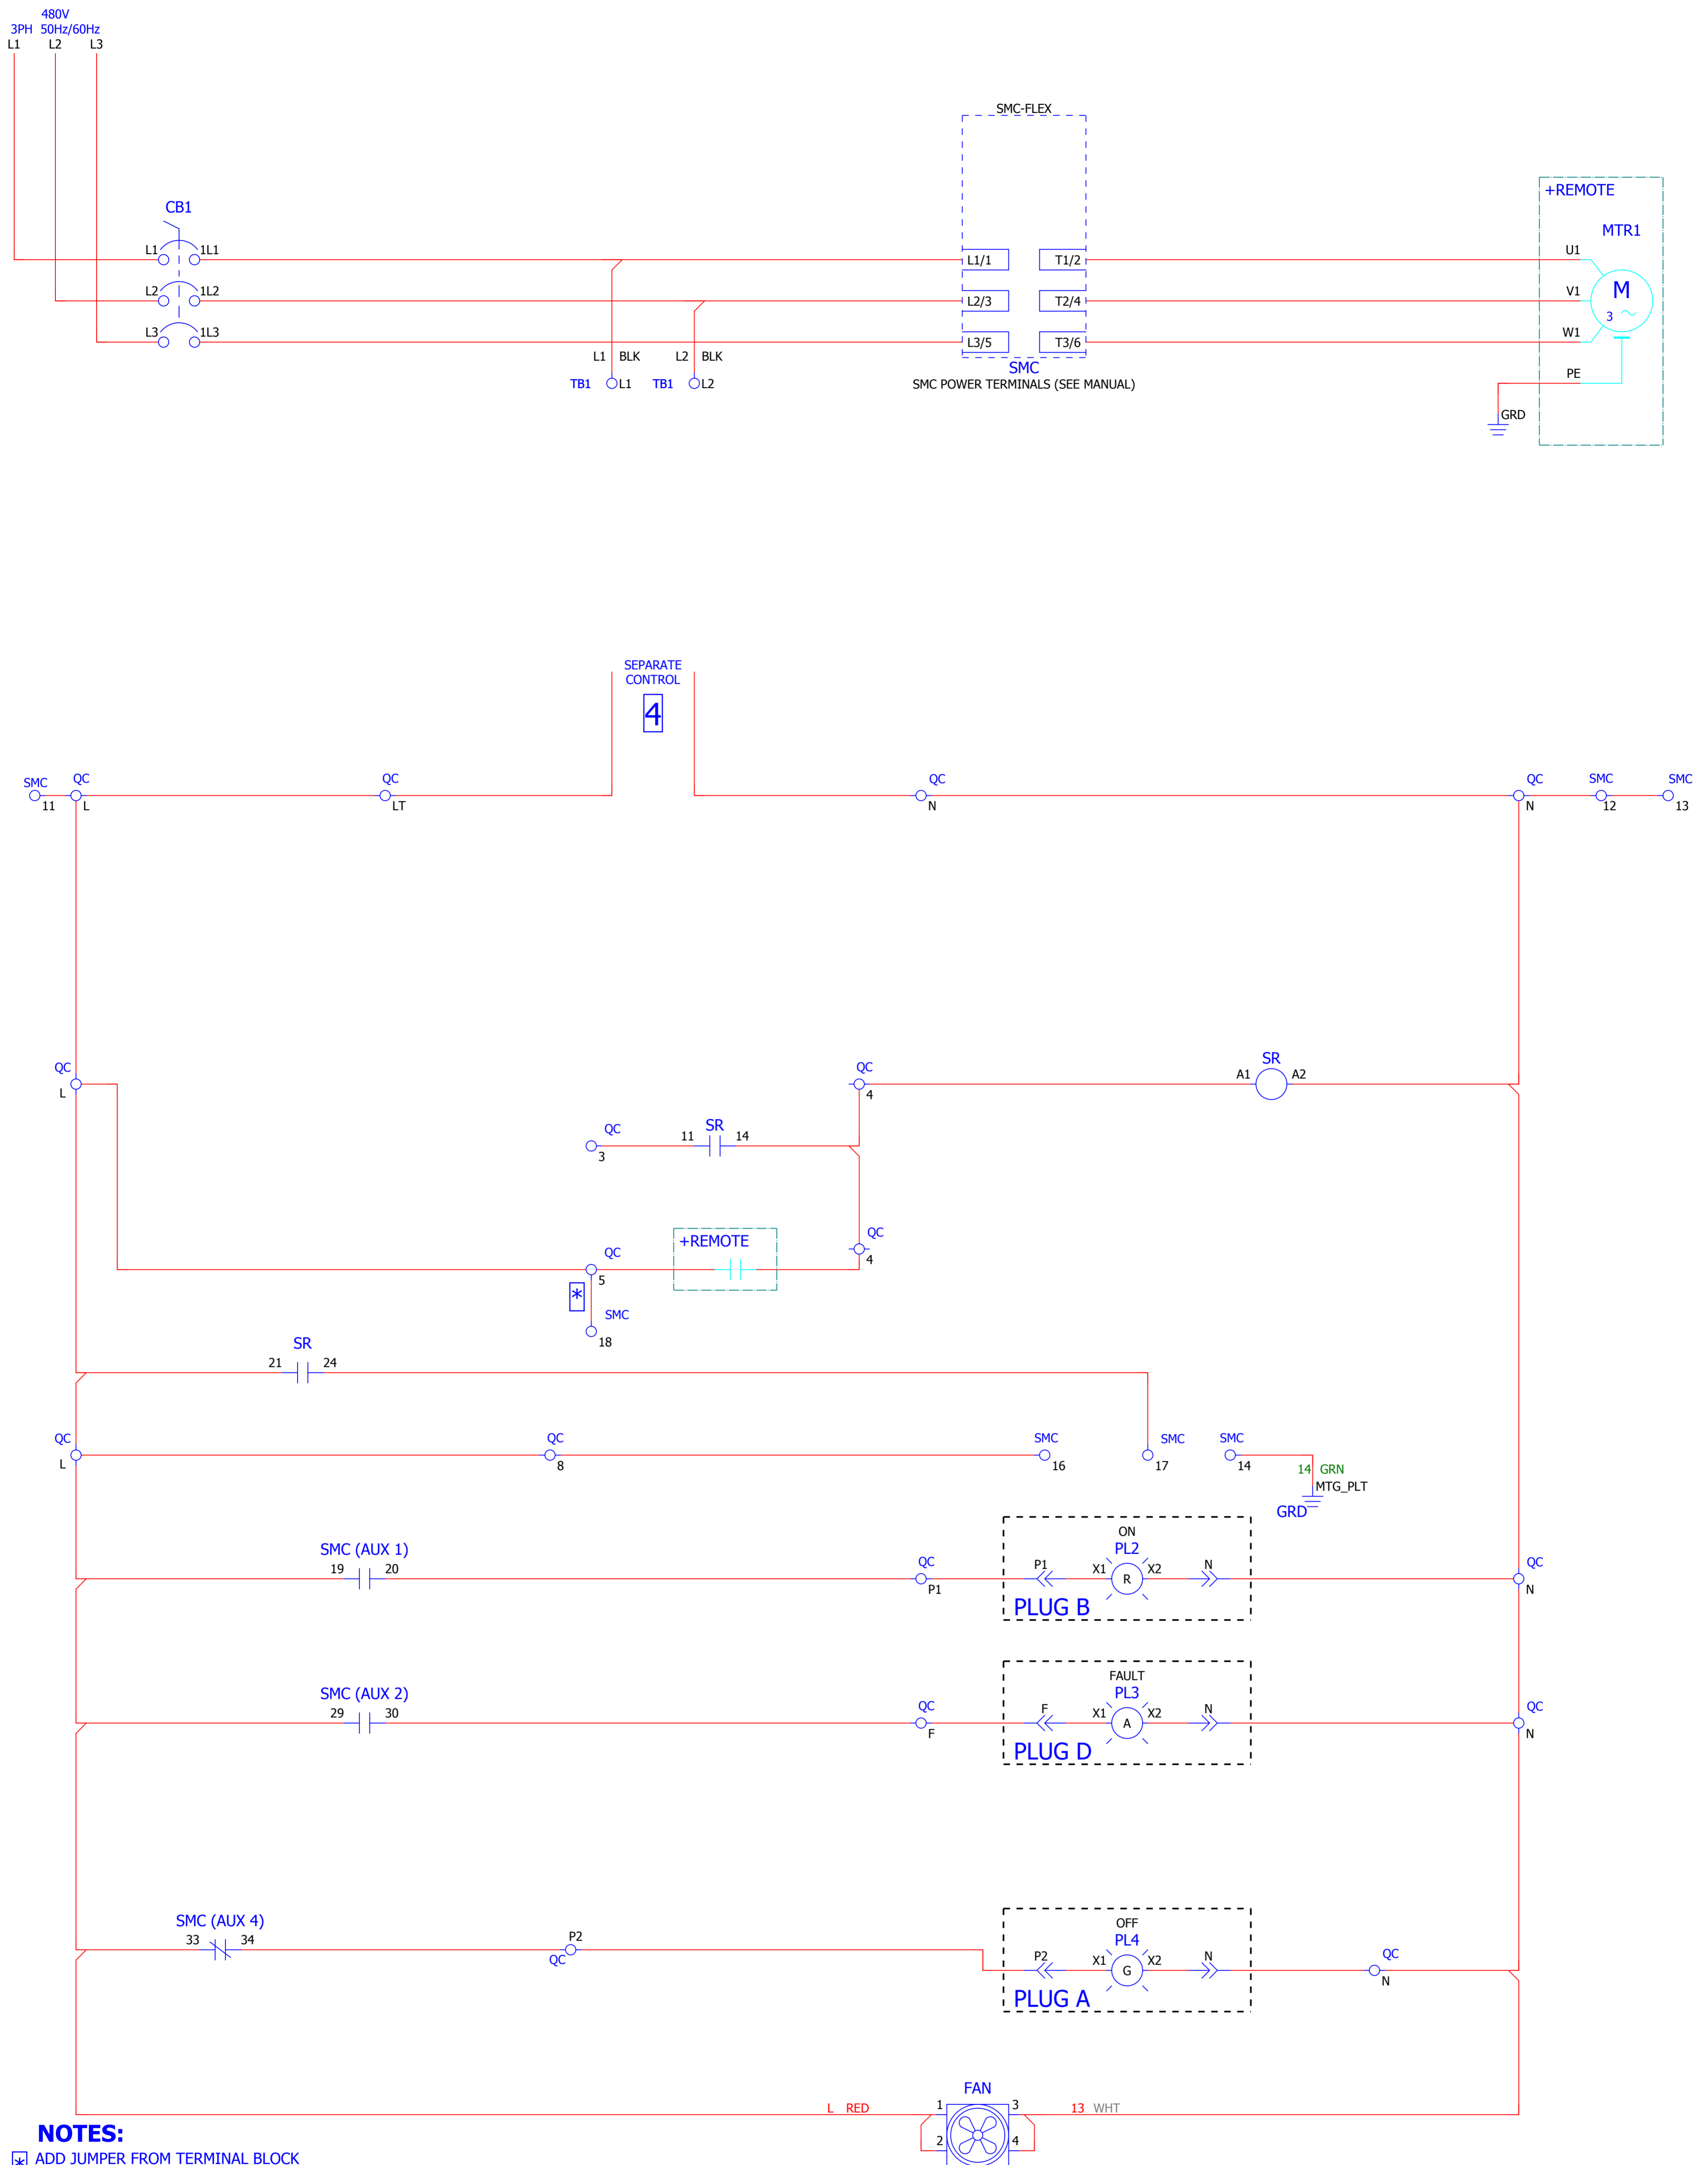 480V
3PH 50Hz/60Hz
L1 L2 L3
SMC-FLEX
+REMOTE
CB1
MTR1
L1 1L1 L1/1 T1/2 U1
L2 1L2 L2/3 T2/4 V1
M
3
L3 1L3 L3/5 T3/6 W1
L1 BLK L2 BLK
SMC
PE
TB1 L1 TB1 L2
SMC POWER TERMINALS (SEE MANUAL)
GRD
SEPARATE
CONTROL
4
SMC QC QC QC QC SMC SMC
11 L LT N N 12 13
QC QC SR
A1 A2
L 4
QC SR
11 14
3
QC
+REMOTE
4
QC
5
*
SMC
18
SR
21 24
QC QC SMC SMC SMC
L 8 16 17 14
14 GRN
MTG_PLT
GRD
ON
SMC (AUX 1) PL2
19 20 QC P1 X1 R X2 N QC
P1 N
PLUG B
FAULT
SMC (AUX 2) PL3
29 30 QC F X1 A X2 N QC
F N
PLUG D
SMC (AUX 4) OFF
33 34 P2 PL4
QC P2 X1 G X2 N QC
N
PLUG A
FAN
L RED 1 3 13 WHT
NOTES:
2 4
* ADD JUMPER FROM TERMINAL BLOCK